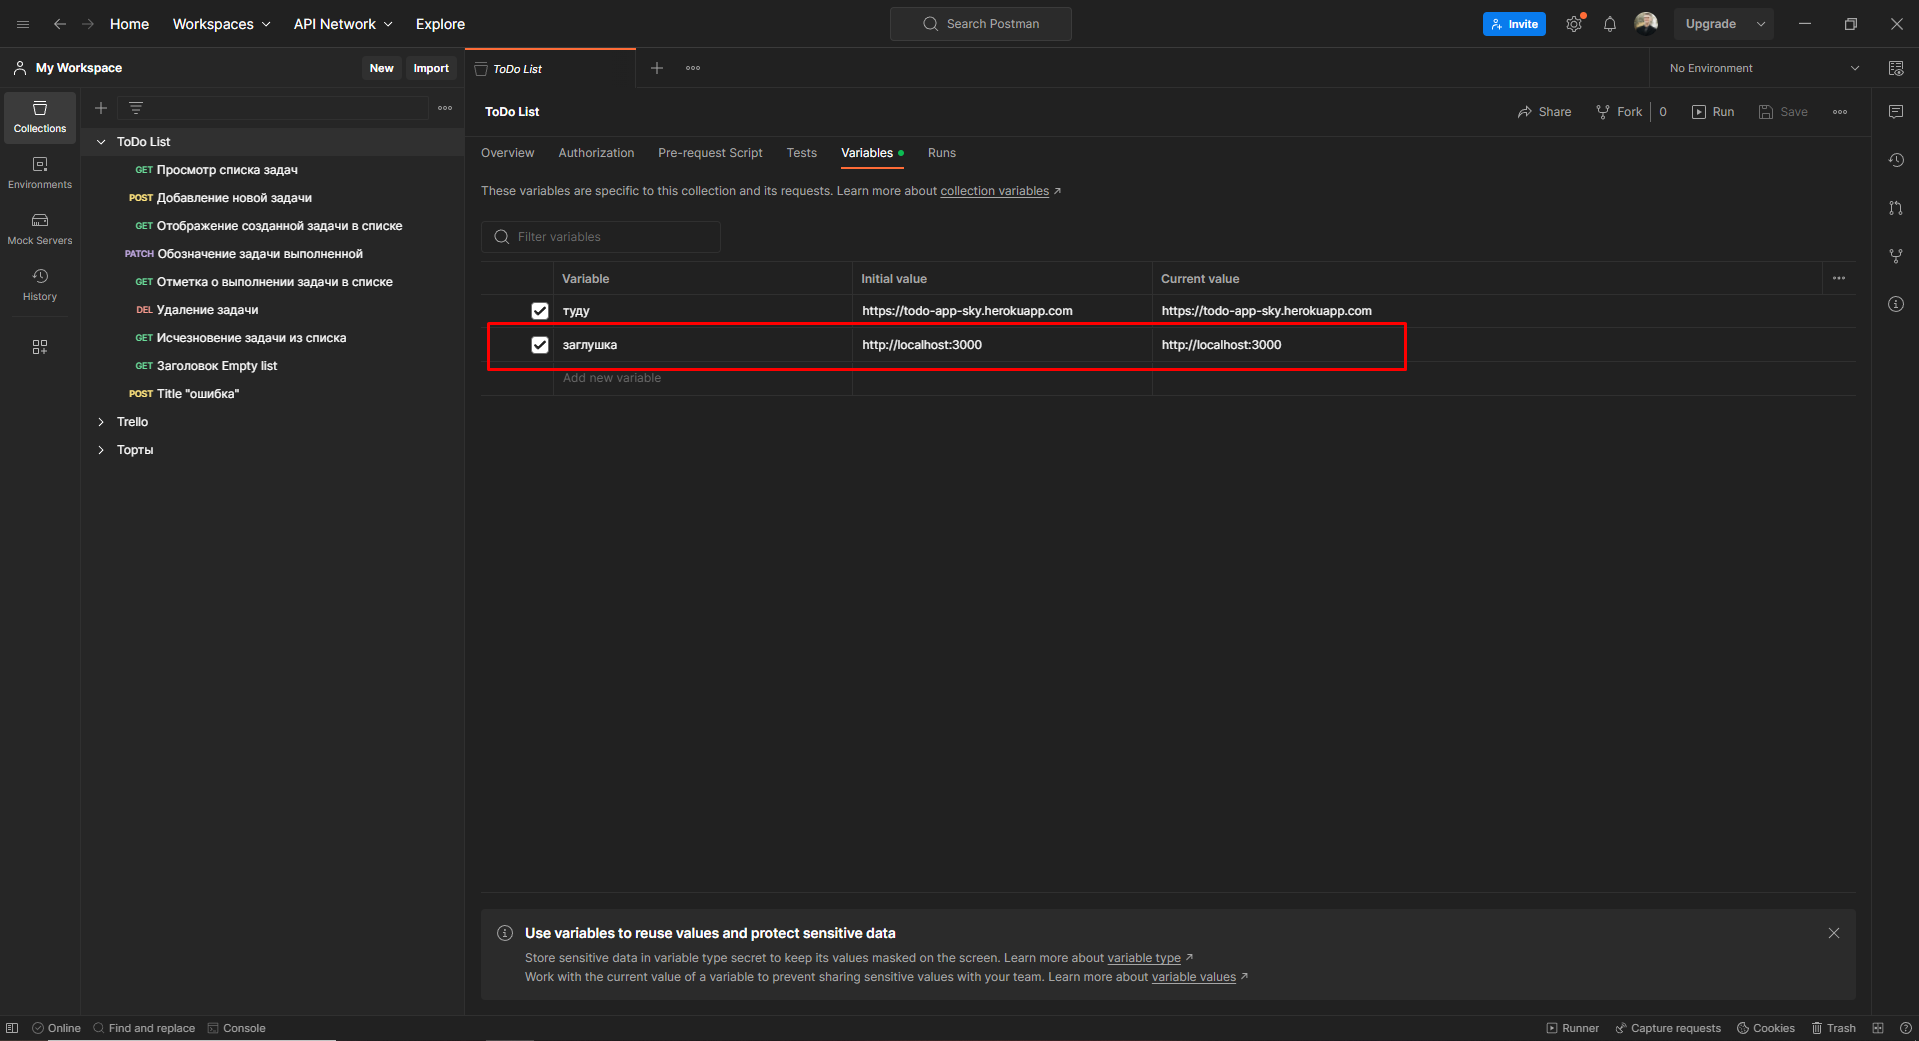 Home Workspaces API Network Explore Search Postman Invite Upgrade
My Workspace New Import ToDo List No Environment
Collections
Environments
Mock Servers
History
ToDo List
GET Просмотр списка задач
POST Добавление новой задачи
GET Отображение созданной задачи в списке
PATCH Обозначение задачи выполненной
GET Отметка о выполнении задачи в списке
DEL Удаление задачи
GET Исчезновение задачи из списка
GET Заголовок Empty list
POST Title "ошибка"
Trello
Торты
ToDo List Share Fork 0 Run Save
Overview Authorization Pre-request Script Tests Variables Runs
These variables are specific to this collection and its requests. Learn more about collection variables ↗
Filter variables
Variable Initial value Current value
туду https://todo-app-sky.herokuapp.com https://todo-app-sky.herokuapp.com
заглушка http://localhost:3000 http://localhost:3000
Add new variable
Use variables to reuse values and protect sensitive data
Store sensitive data in variable type secret to keep its values masked on the screen. Learn more about variable type ↗
Work with the current value of a variable to prevent sharing sensitive values with your team. Learn more about variable values ↗
Online Find and replace Console Runner Capture requests Cookies Trash